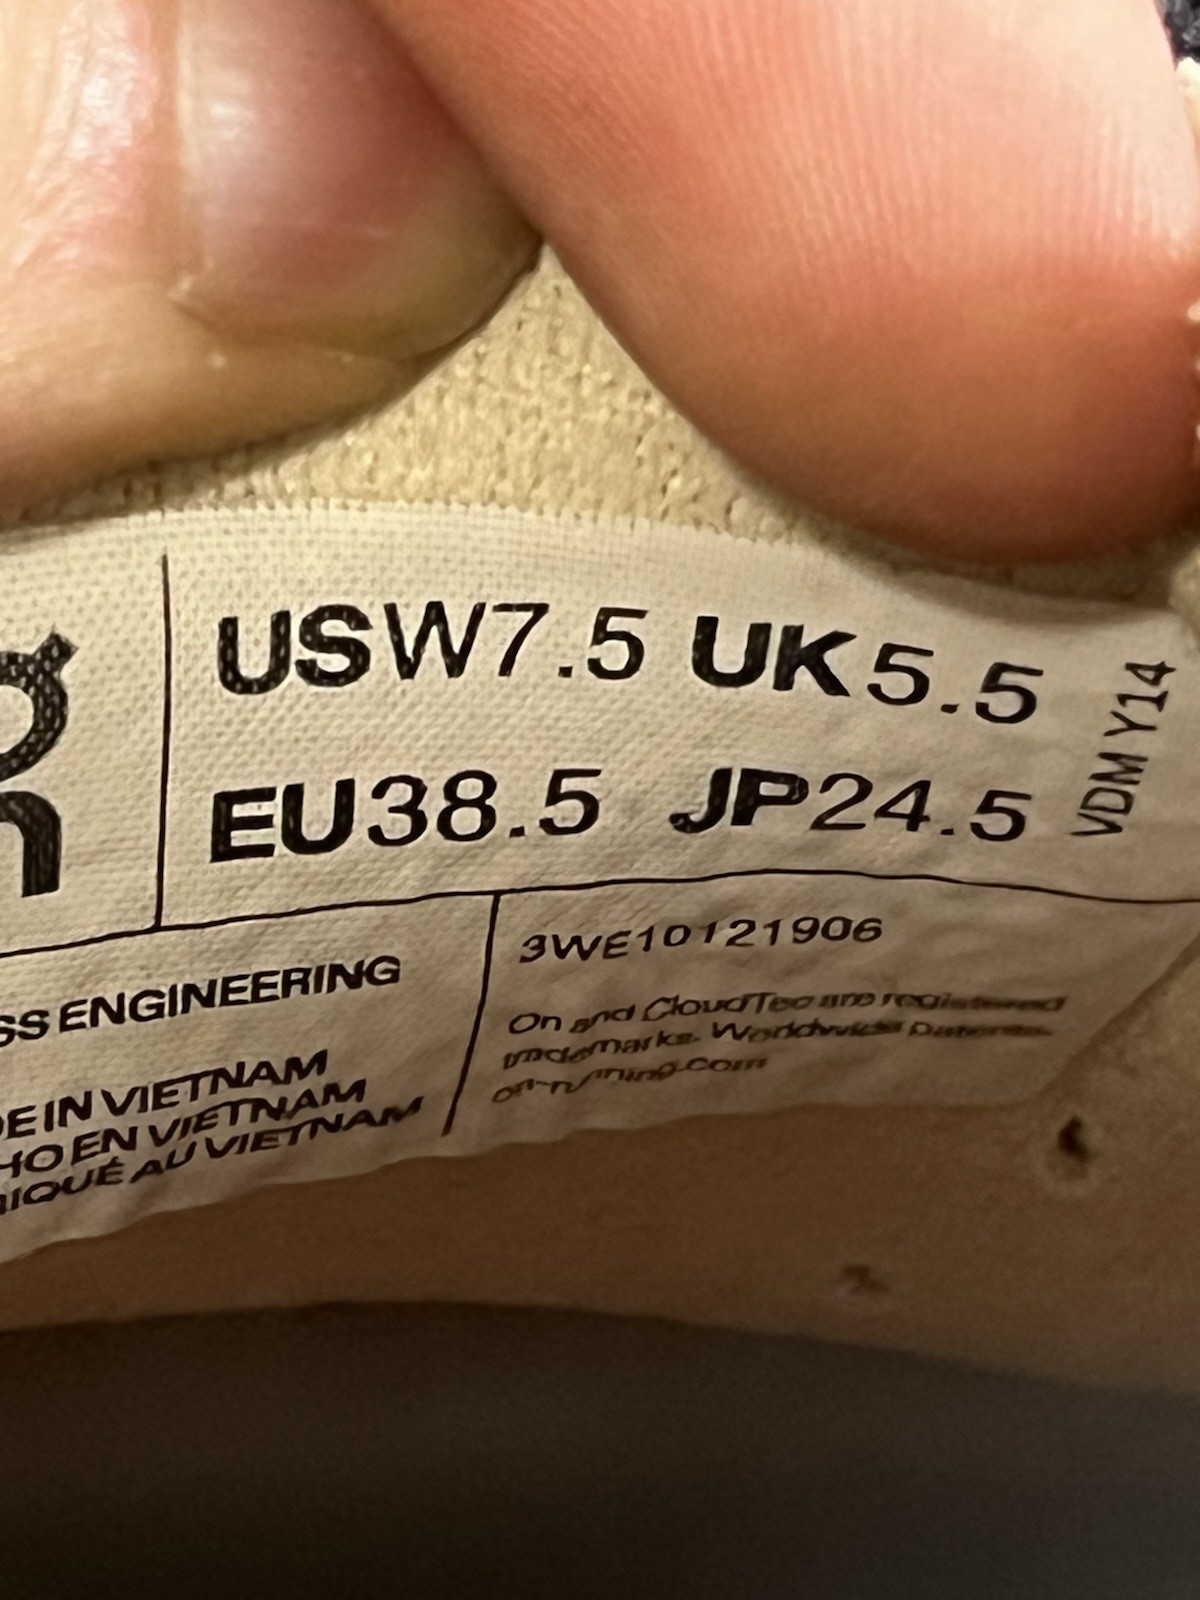 USW7.5 UK5.5
EU38.5 JP24.5
VDM Y14
SS ENGINEERING
DE IN VIETNAM
HO EN VIETNAM
RIQUÉ AU VIETNAM
3WE10121906
On and CloudTec are registered
trademarks. Worldwide Patents.
on-running.com